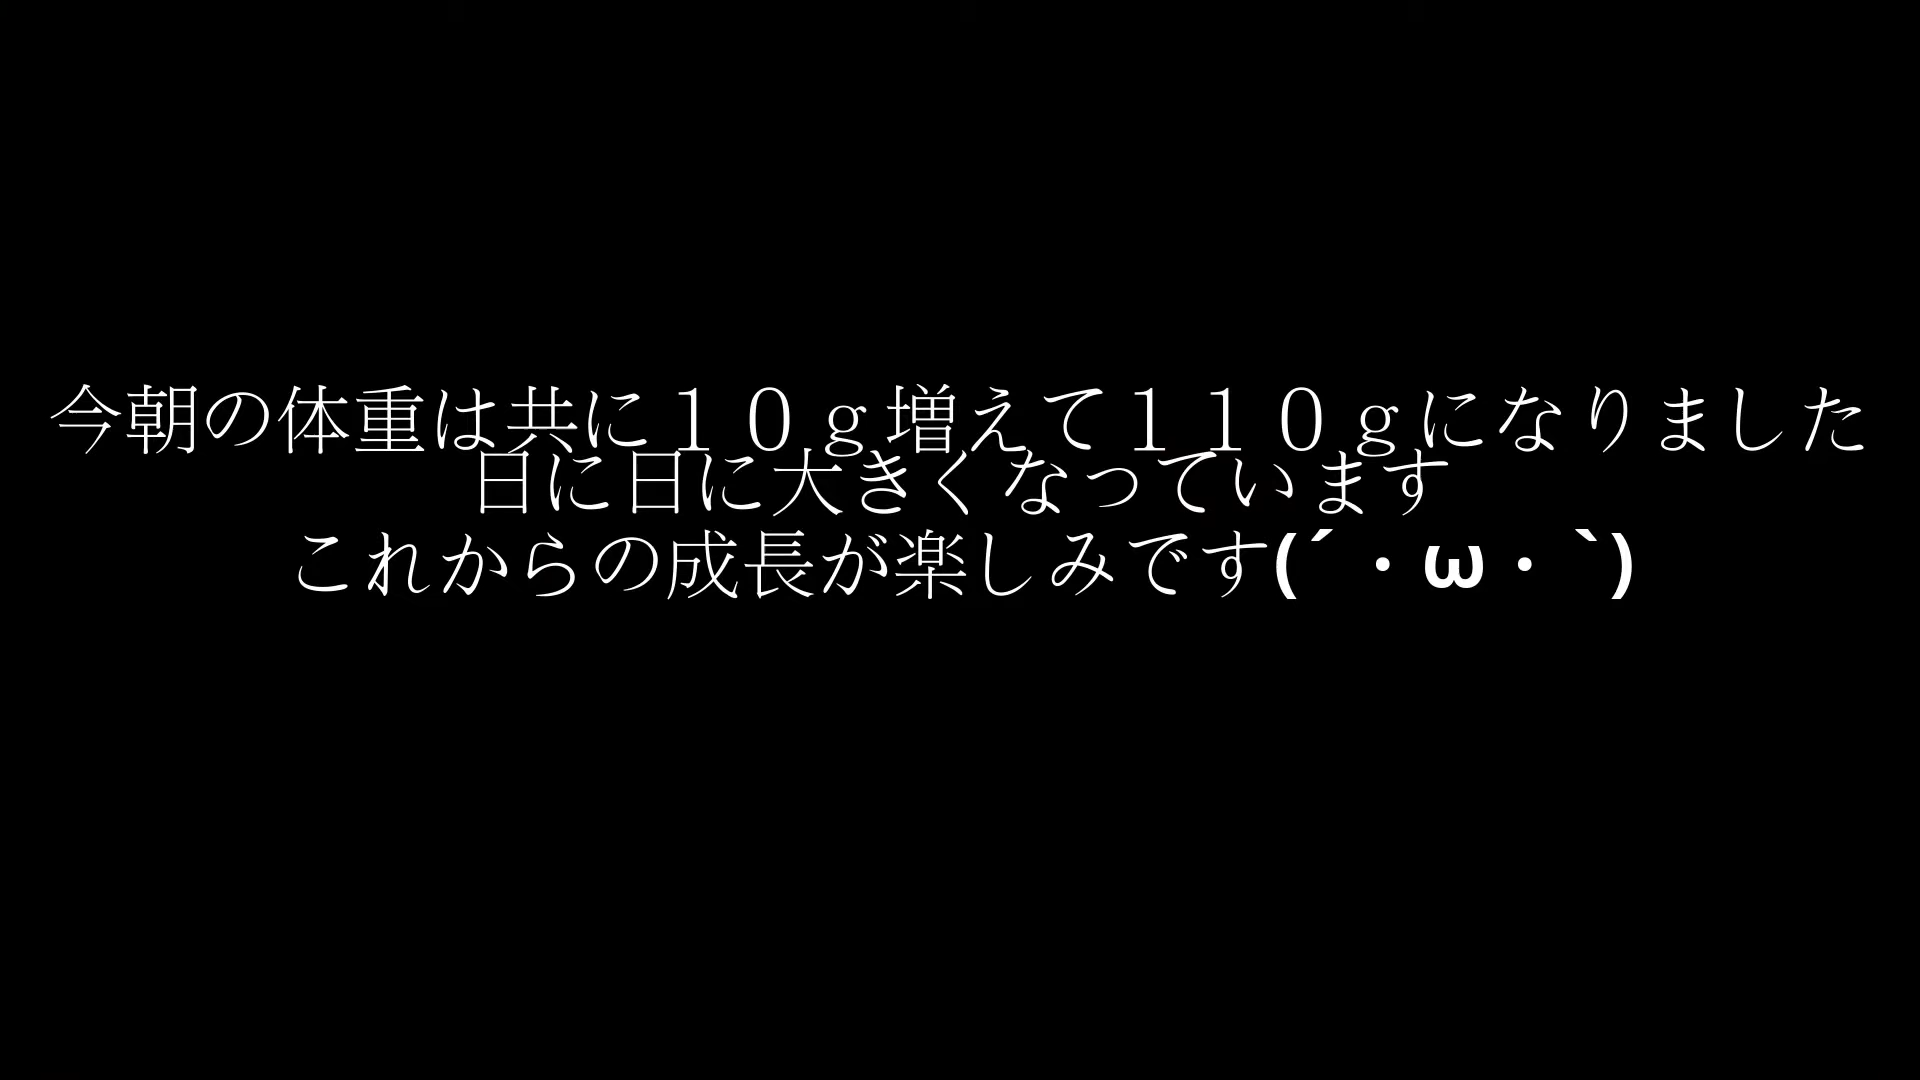 今朝の体重は共に１０ｇ増えて１１０ｇになりました
日に日に大きくなっています
これからの成長が楽しみです(´・ω・`)